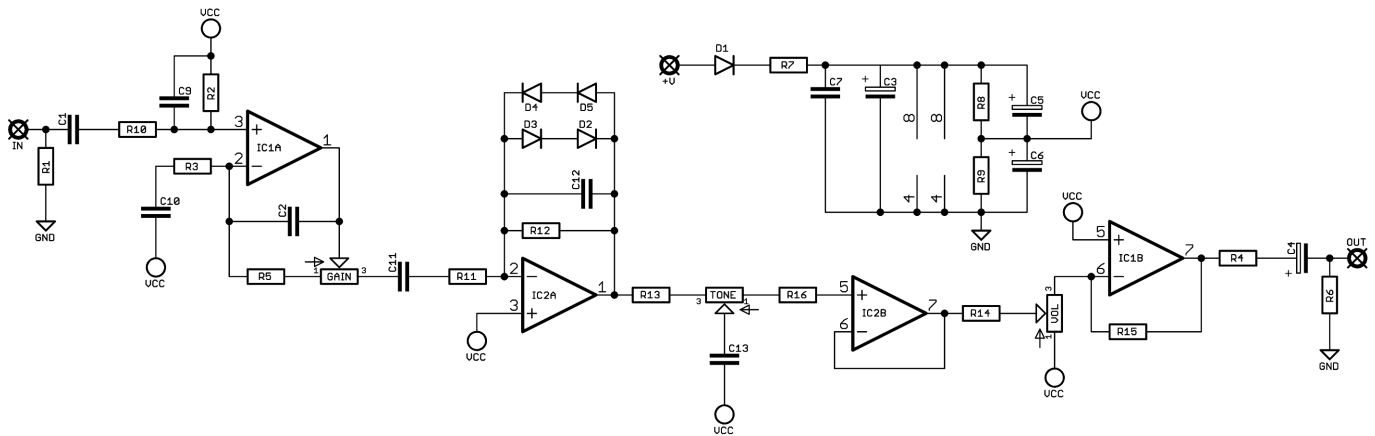 VCC
C9
R2
C1
R10
IN
R1
GND
3
+
IC1A
1
2
-
R3
C10
VCC
C2
R5
1
GAIN
3
C11
R11
D4
D5
D3
D2
C12
R12
2
-
IC2A
1
3
+
VCC
R13
TONE
3
1
C13
VCC
R16
5
+
IC2B
7
6
-
R14
3
VOL
1
VCC
VCC
5
+
IC1B
7
6
-
R15
R4
C4
+
OUT
R6
GND
+V
D1
R7
C7
+
C3
8
8
4
4
R8
R9
+
C5
+
C6
VCC
GND